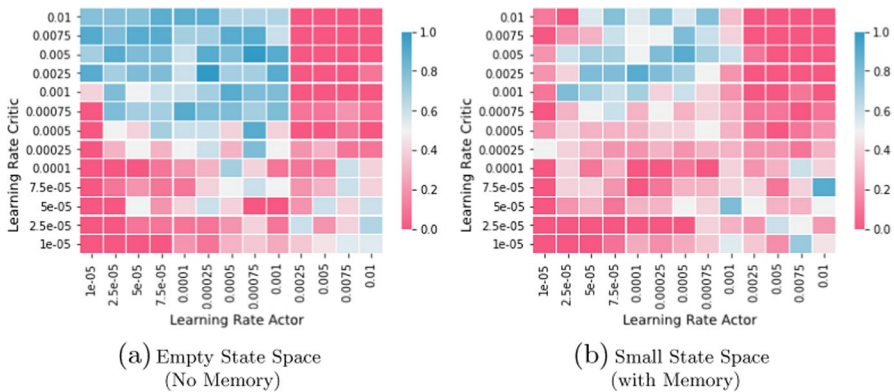 0.01
0.0075
0.005
0.0025
0.001
0.00075
0.0005
0.00025
0.0001
7.5e-05
5e-05
2.5e-05
1e-05
Learning Rate Critic
1e-05
2.5e-05
5e-05
7.5e-05
0.0001
0.00025
0.0005
0.00075
0.001
0.0025
0.005
0.0075
0.01
Learning Rate Actor
1.0
0.8
0.6
0.4
0.2
0.0
(a) Empty State Space
(No Memory)
0.01
0.0075
0.005
0.0025
0.001
0.00075
0.0005
0.00025
0.0001
7.5e-05
5e-05
2.5e-05
1e-05
Learning Rate Critic
1e-05
2.5e-05
5e-05
7.5e-05
0.0001
0.00025
0.0005
0.00075
0.001
0.0025
0.005
0.0075
0.01
Learning Rate Actor
1.0
0.8
0.6
0.4
0.2
0.0
(b) Small State Space
(with Memory)